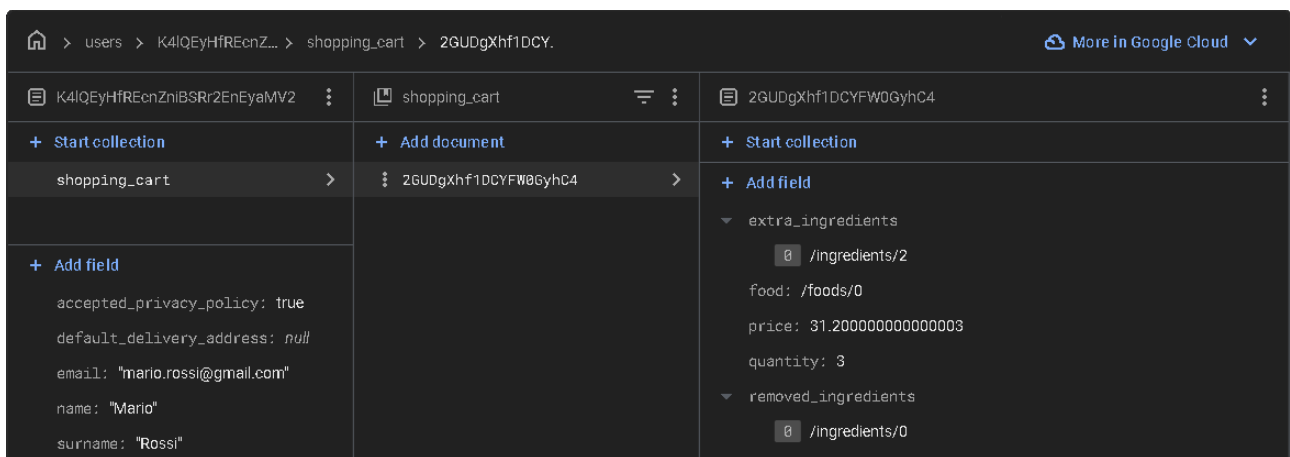 > users > K4lQEyHfREcnZ... > shopping_cart > 2GUDgXhf1DCY.
More in Google Cloud
K4lQEyHfREcnZniBSRr2EnEyaMV2
+ Start collection
shopping_cart >
+ Add field
accepted_privacy_policy: true
default_delivery_address: null
email: "mario.rossi@gmail.com"
name: "Mario"
surname: "Rossi"
shopping_cart
+ Add document
2GUDgXhf1DCYFW0GyhC4 >
2GUDgXhf1DCYFW0GyhC4
+ Start collection
+ Add field
extra_ingredients
0 /ingredients/2
food: /foods/0
price: 31.200000000000003
quantity: 3
removed_ingredients
0 /ingredients/0